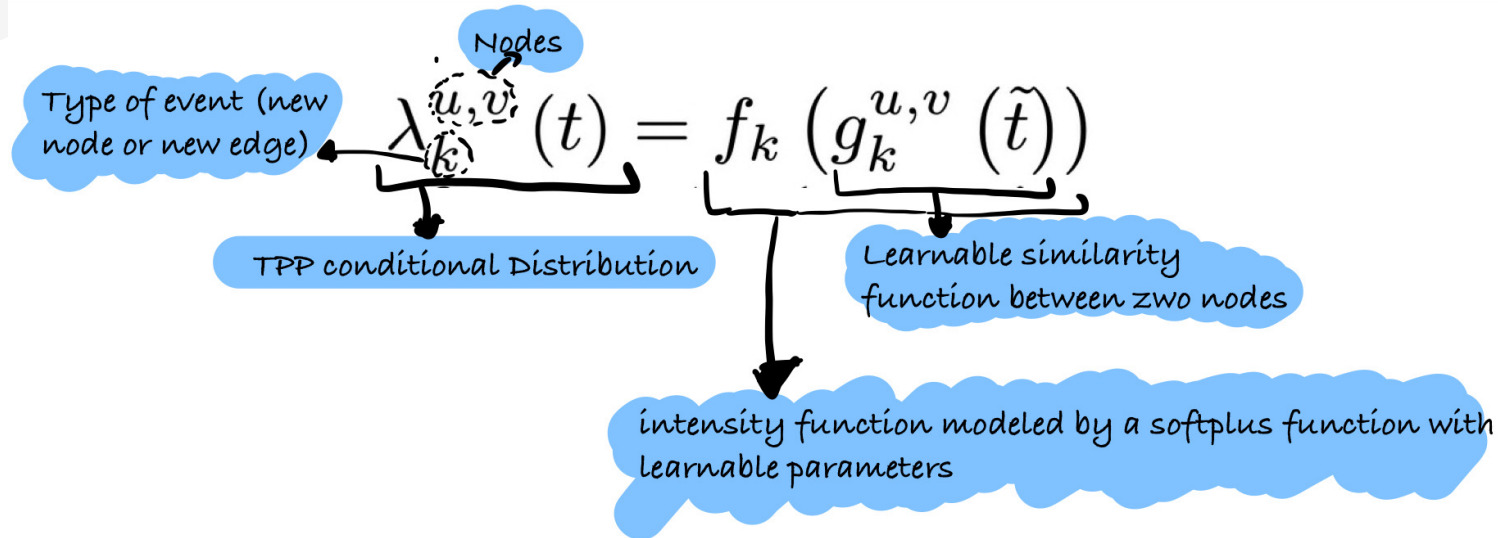 Nodes
Type of event (new
node or new edge)
λ_k^{u,v} (t) = f_k (g_k^{u,v} (t̃))
TPP conditional Distribution
Learnable similarity
function between zwo nodes
intensity function modeled by a softplus function with
learnable parameters